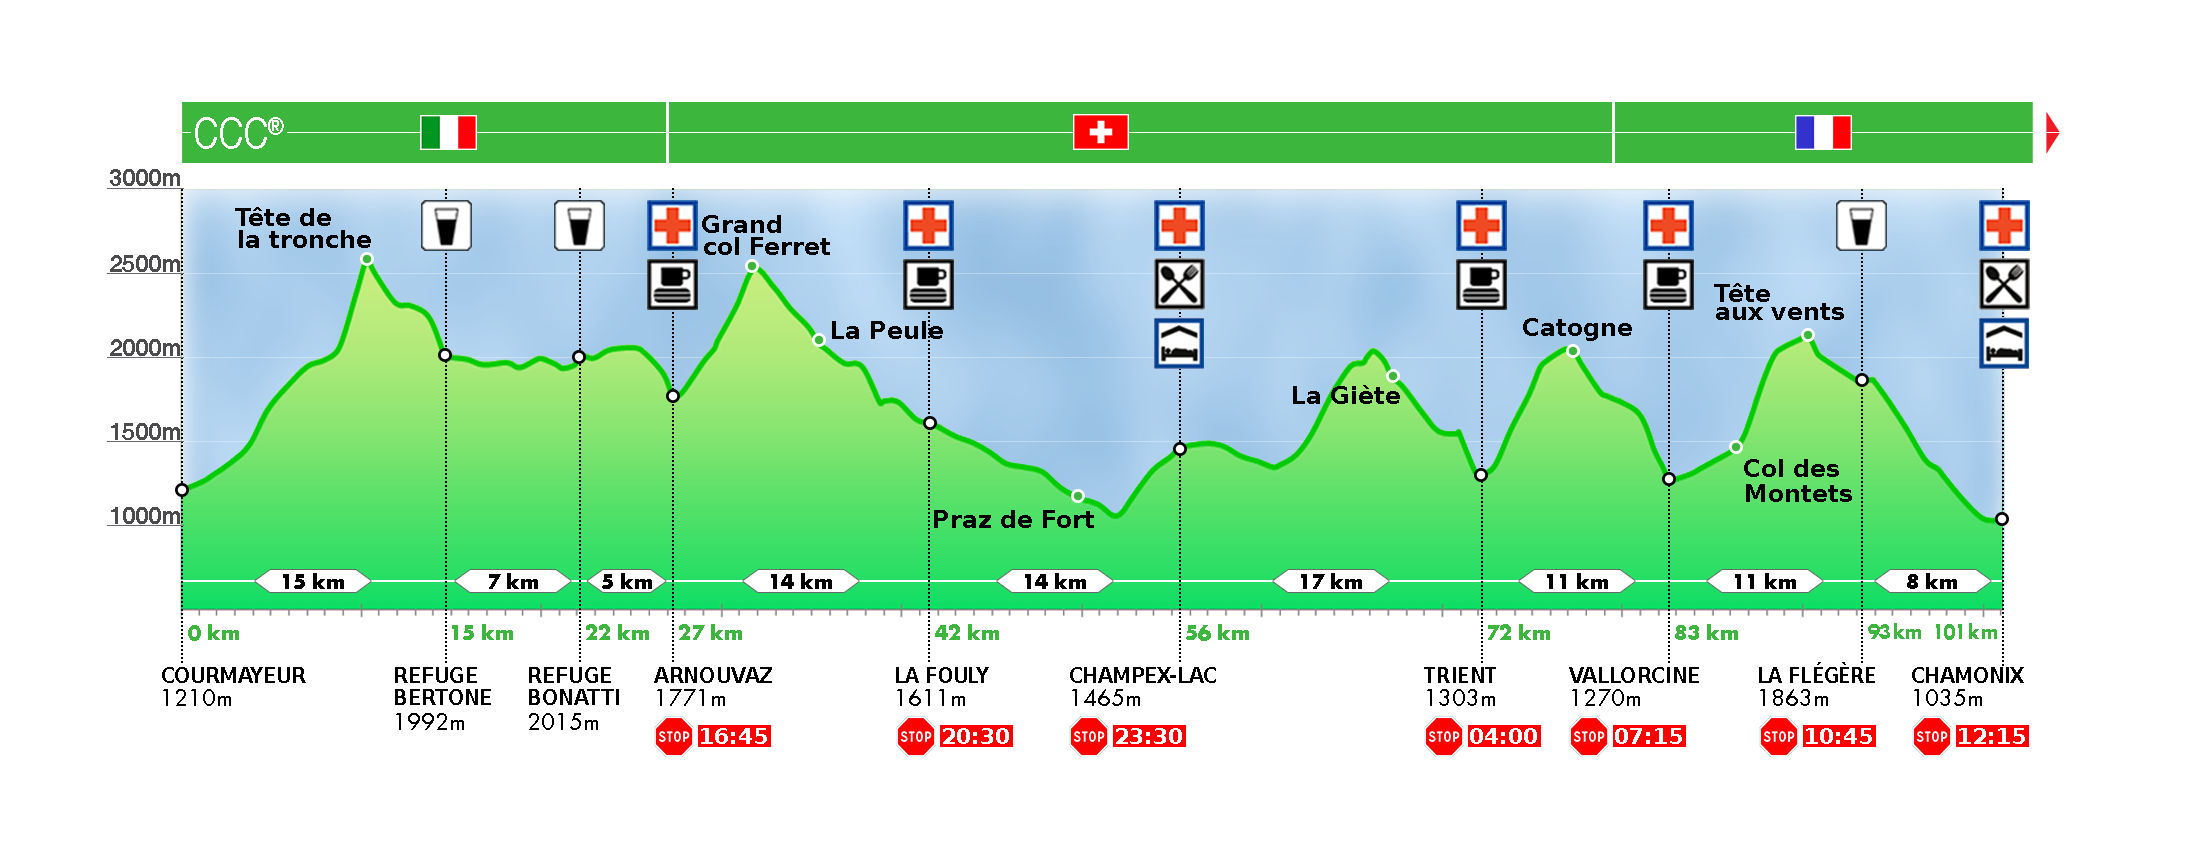 CCC®
3000m
2500m
2000m
1500m
1000m
Tête de
la tronche
Grand
col Ferret
La Peule
Praz de Fort
La Giète
Catogne
Tête
aux vents
Col des
Montets
15 km
7 km
5 km
14 km
14 km
17 km
11 km
11 km
8 km
0 km
15 km
22 km
27 km
42 km
56 km
72 km
83 km
93 km
101 km
COURMAYEUR
1210m
REFUGE
BERTONE
1992m
REFUGE
BONATTI
2015m
ARNOUVAZ
1771m
STOP 16:45
LA FOULY
1611m
STOP 20:30
CHAMPEX-LAC
1465m
STOP 23:30
TRIENT
1303m
STOP 04:00
VALLORCINE
1270m
STOP 07:15
LA FLÉGÈRE
1863m
STOP 10:45
CHAMONIX
1035m
STOP 12:15